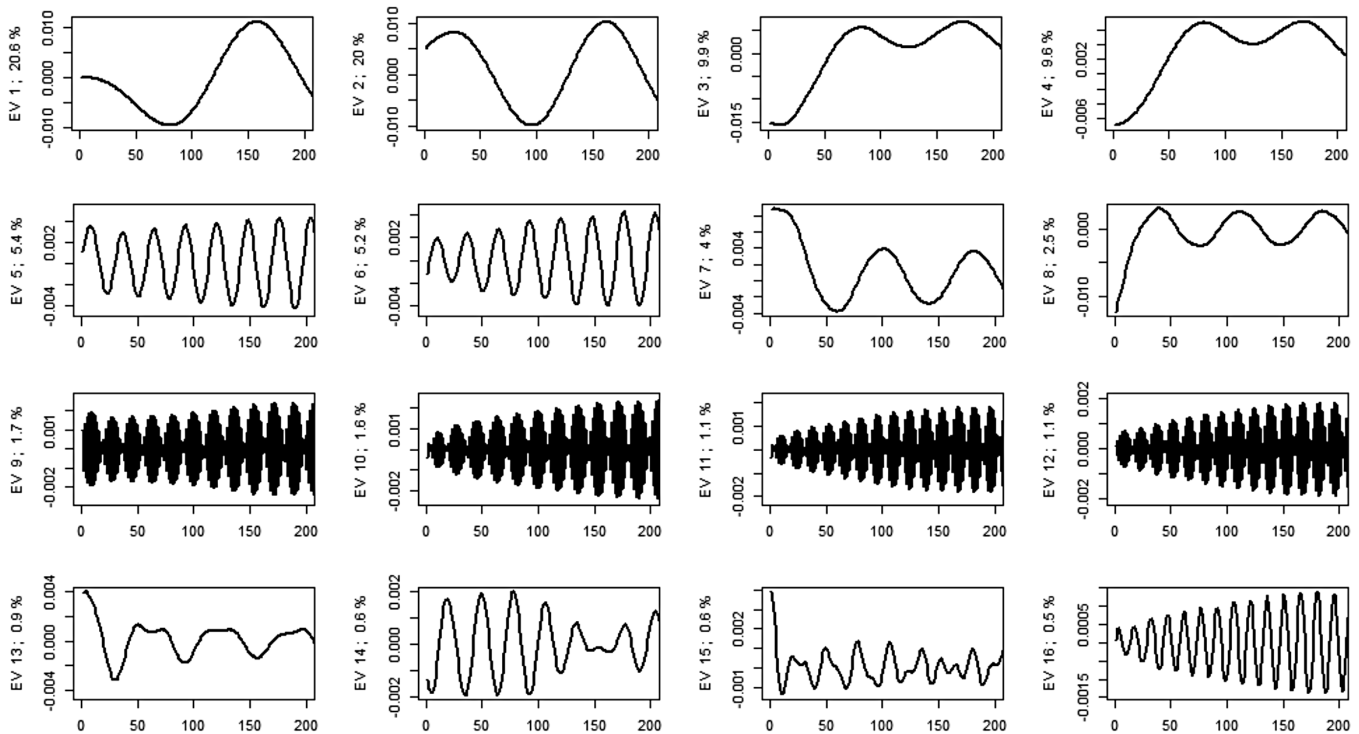 EV 1 ; 20.6 %
-0.010 0.000 0.010
0 50 100 150 200
EV 2 ; 20 %
-0.010 0.000 0.010
0 50 100 150 200
EV 3 ; 9.9 %
-0.015 0.000
0 50 100 150 200
EV 4 ; 9.6 %
-0.006 0.002
0 50 100 150 200
EV 5 ; 5.4 %
-0.004 0.002
0 50 100 150 200
EV 6 ; 5.2 %
-0.004 0.002
0 50 100 150 200
EV 7 ; 4 %
-0.004 0.004
0 50 100 150 200
EV 8 ; 2.5 %
-0.010 0.000
0 50 100 150 200
EV 9 ; 1.7 %
-0.002 0.001
0 50 100 150 200
EV 10 ; 1.6 %
-0.002 0.001
0 50 100 150 200
EV 11 ; 1.1 %
-0.002 0.001
0 50 100 150 200
EV 12 ; 1.1 %
-0.002 0.000 0.002
0 50 100 150 200
EV 13 ; 0.9 %
-0.004 0.000 0.004
0 50 100 150 200
EV 14 ; 0.6 %
-0.002 0.000 0.002
0 50 100 150 200
EV 15 ; 0.6 %
-0.001 0.002
0 50 100 150 200
EV 16 ; 0.5 %
-0.0015 0.0005
0 50 100 150 200